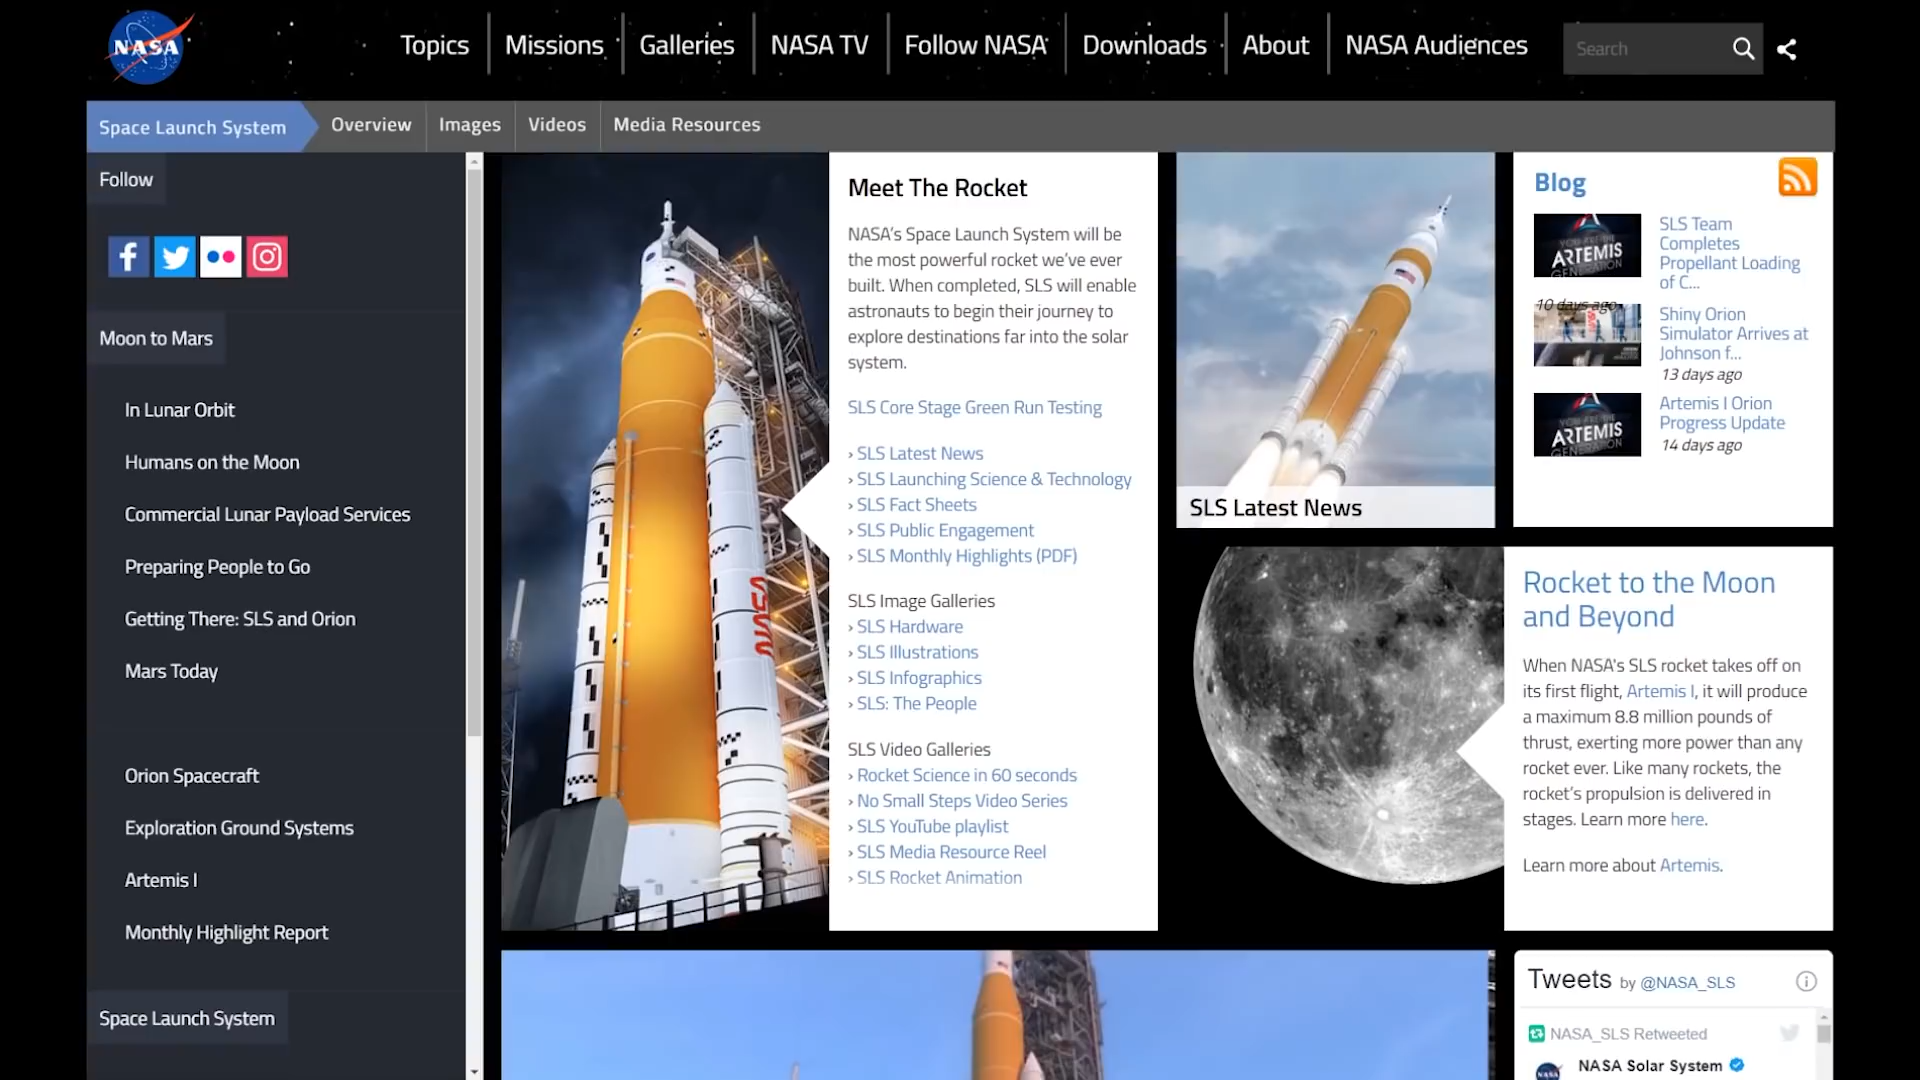 NASA
Topics
Missions
Galleries
NASA TV
Follow NASA
Downloads
About
NASA Audiences
Search
Space Launch System
Overview
Images
Videos
Media Resources
Follow
Moon to Mars
In Lunar Orbit
Humans on the Moon
Commercial Lunar Payload Services
Preparing People to Go
Getting There: SLS and Orion
Mars Today
Orion Spacecraft
Exploration Ground Systems
Artemis I
Monthly Highlight Report
Space Launch System
NASA
Meet The Rocket
NASA's Space Launch System will be
the most powerful rocket we've ever
built. When completed, SLS will enable
astronauts to begin their journey to
explore destinations far into the solar
system.
SLS Core Stage Green Run Testing
› SLS Latest News
› SLS Launching Science & Technology
› SLS Fact Sheets
› SLS Public Engagement
› SLS Monthly Highlights (PDF)
SLS Image Galleries
› SLS Hardware
› SLS Illustrations
› SLS Infographics
› SLS: The People
SLS Video Galleries
› Rocket Science in 60 seconds
› No Small Steps Video Series
› SLS YouTube playlist
› SLS Media Resource Reel
› SLS Rocket Animation
SLS Latest News
Blog
YOU ARE THE
ARTEMIS
GENERATION
SLS Team
Completes
Propellant Loading
of C...
10 days ago
Shiny Orion
Simulator Arrives at
Johnson f...
13 days ago
YOU ARE THE
ARTEMIS
GENERATION
Artemis I Orion
Progress Update
14 days ago
Rocket to the Moon
and Beyond
When NASA's SLS rocket takes off on
its first flight, Artemis I, it will produce
a maximum 8.8 million pounds of
thrust, exerting more power than any
rocket ever. Like many rockets, the
rocket's propulsion is delivered in
stages. Learn more here.
Learn more about Artemis.
Tweets by @NASA_SLS
NASA_SLS Retweeted
NASA
NASA Solar System